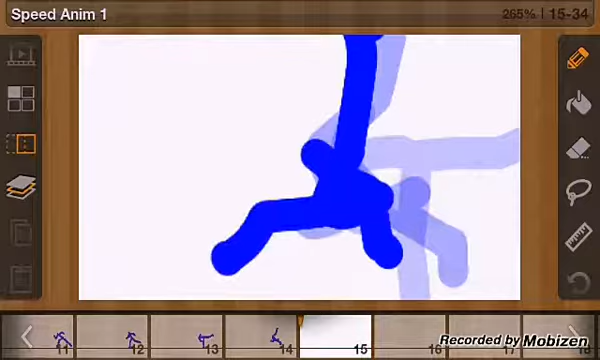 Speed Anim 1
265% | 15-34
11 12 13 14 15 16 17 18
Recorded by Mobizen